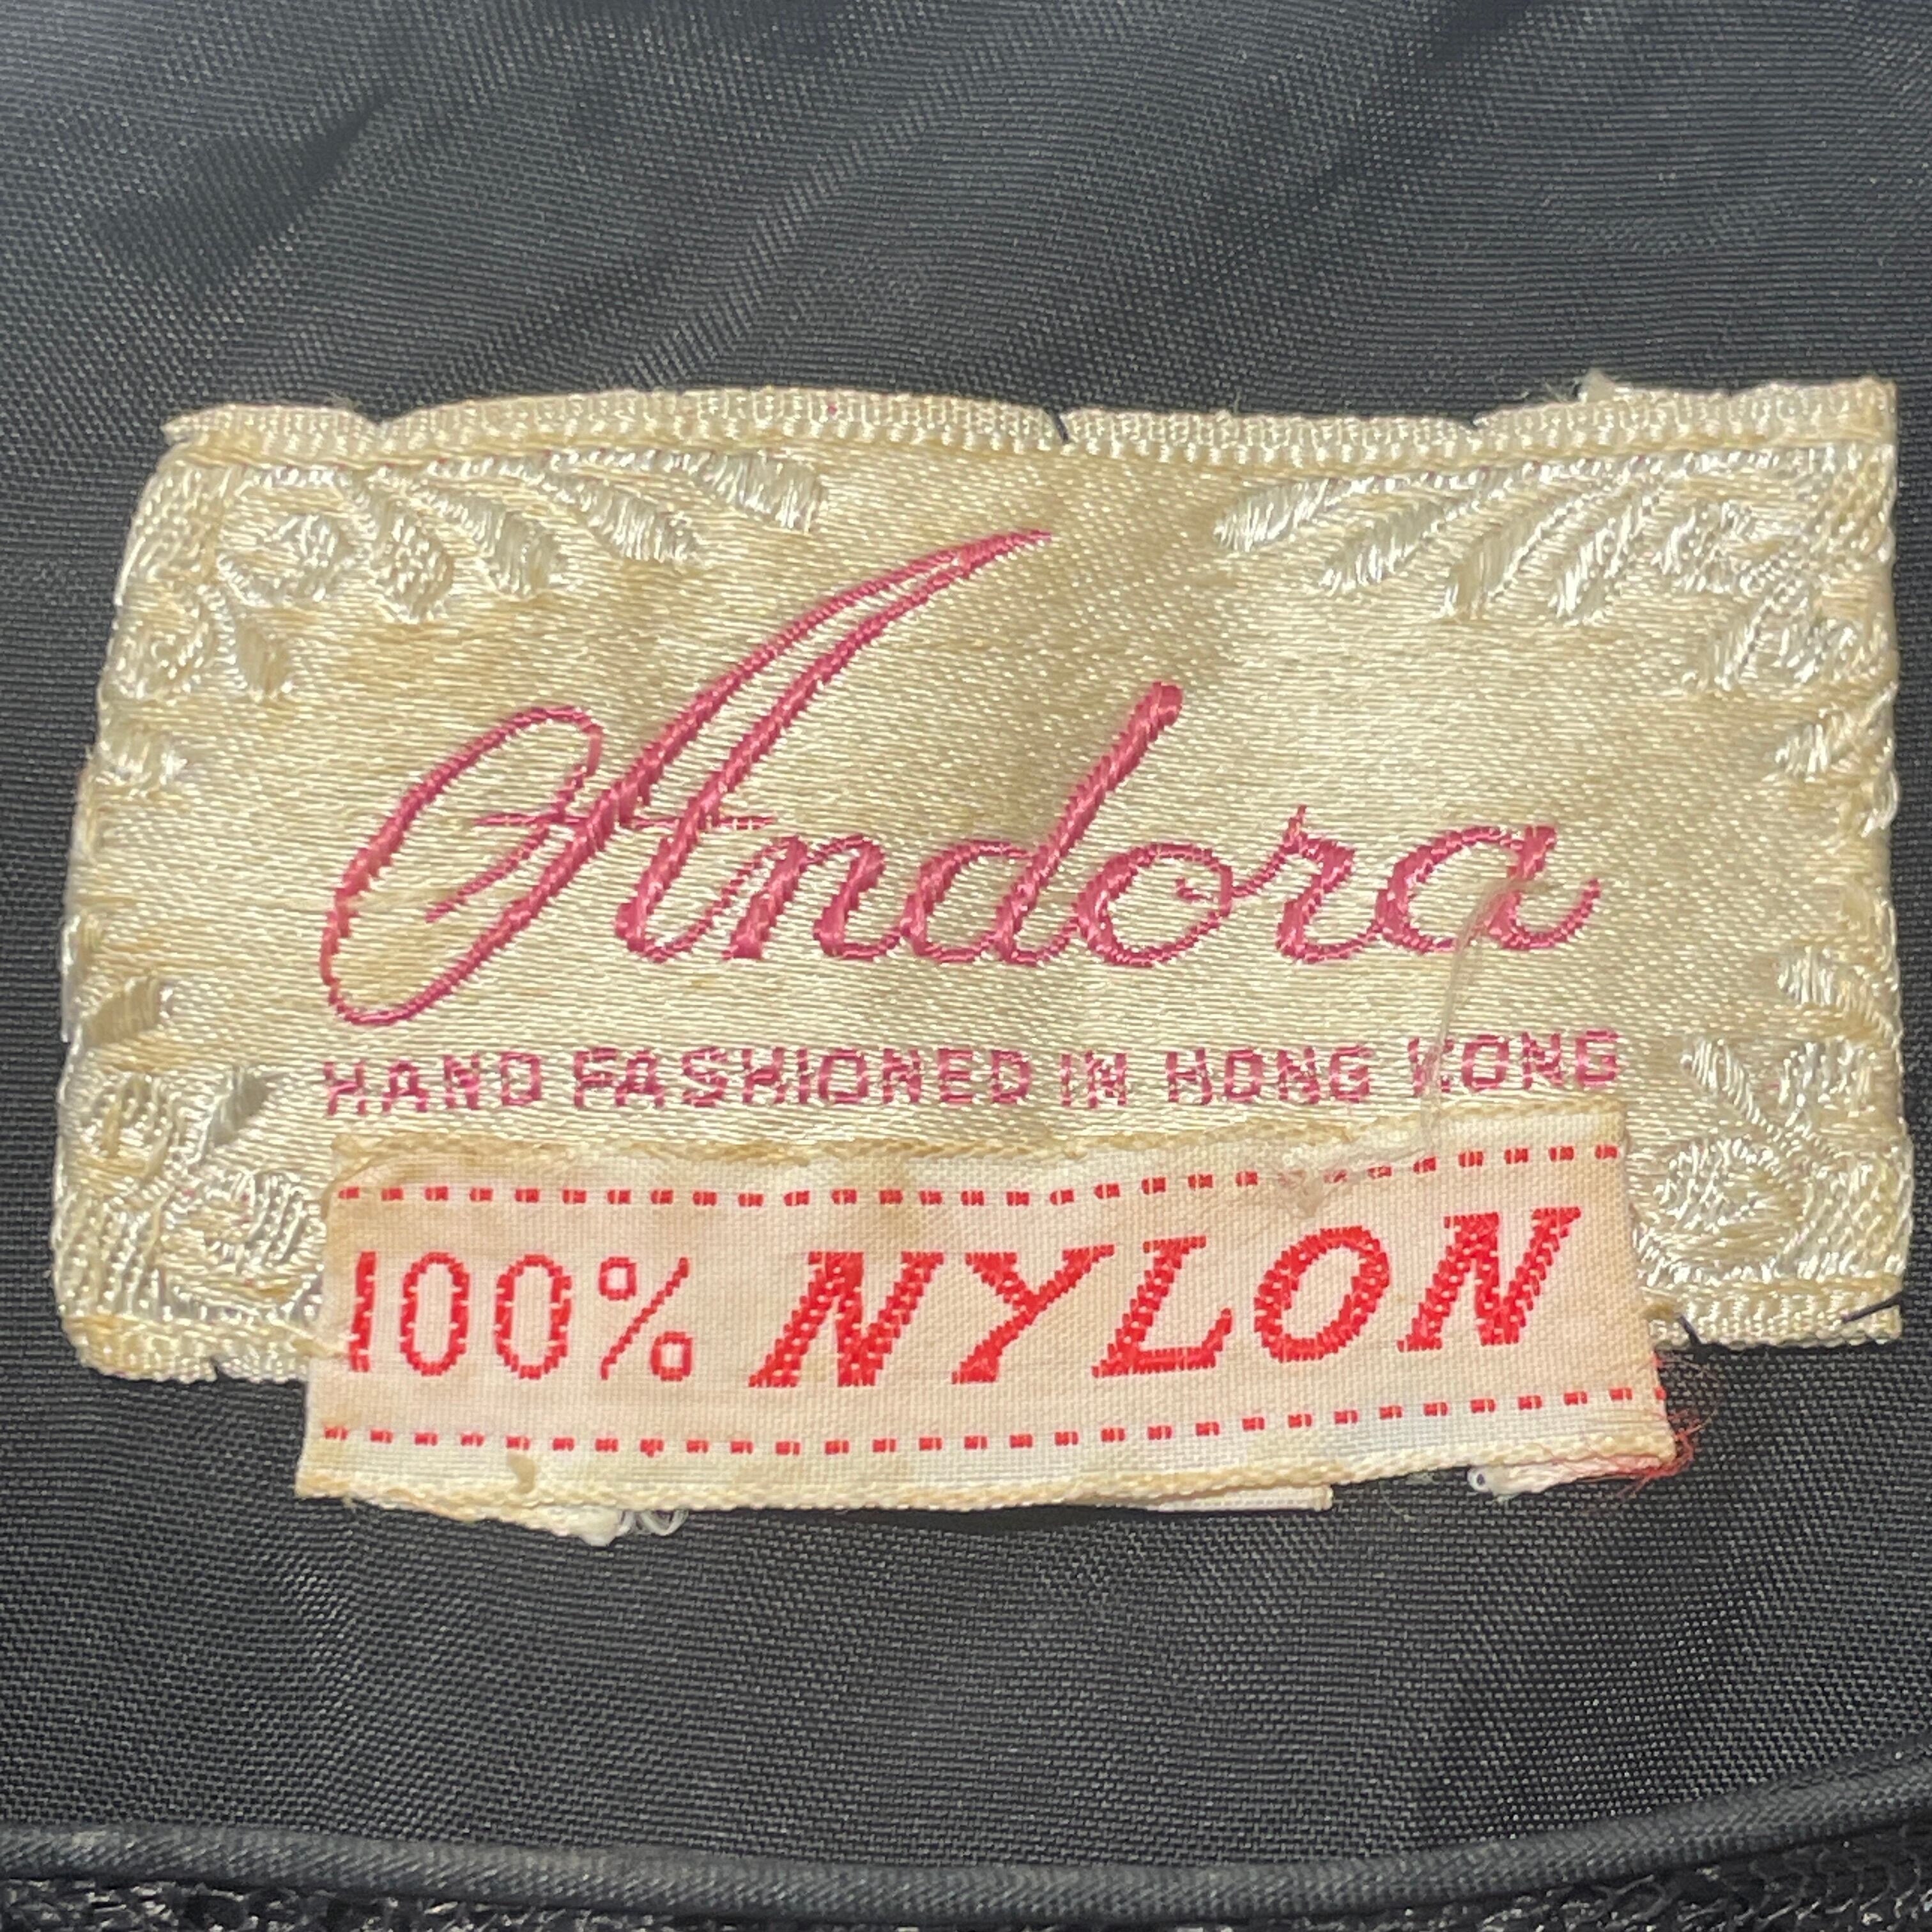 Andora
HAND FASHIONED IN HONG KONG
100% NYLON